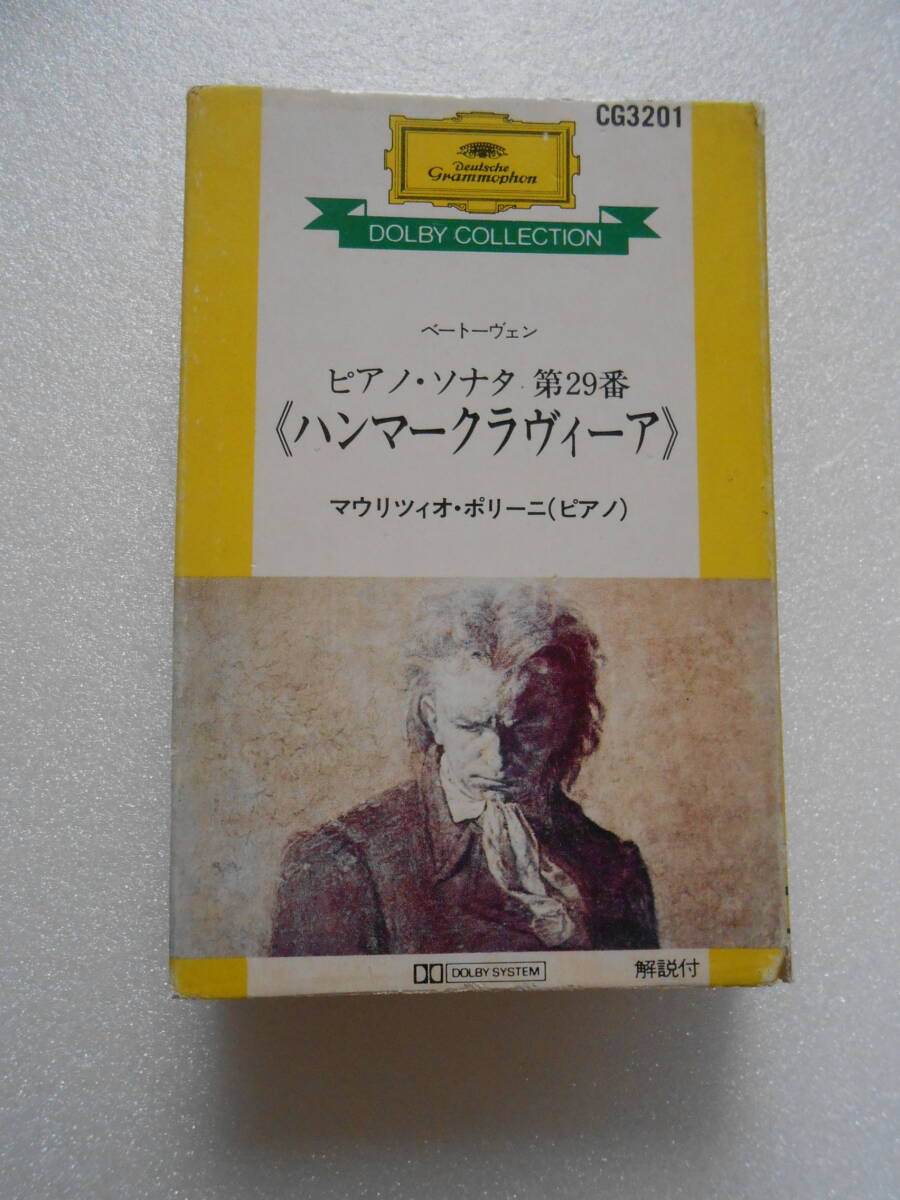 CG3201
Deutsche
Grammophon
DOLBY COLLECTION
ベートーヴェン
ピアノ・ソナタ 第29番
《ハンマークラヴィーア》
マウリツィオ・ポリーニ(ピアノ)
DOLBY SYSTEM
解説付